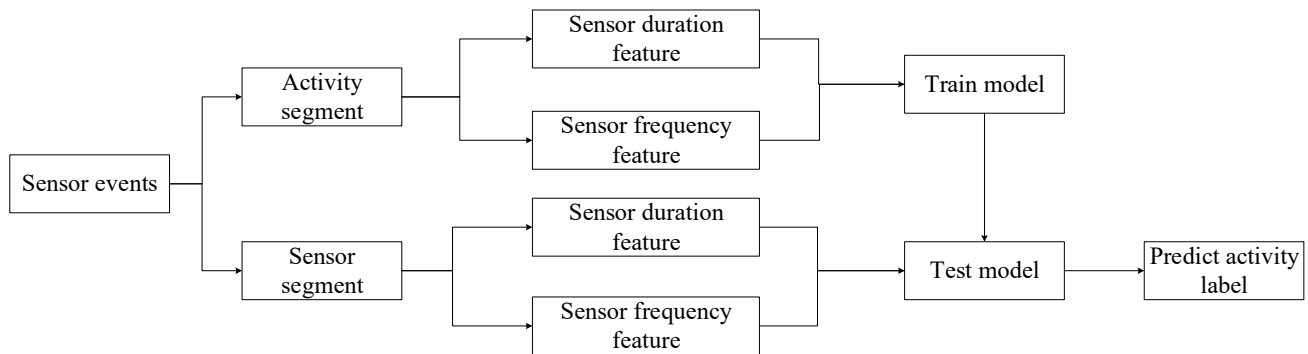 Sensor events
Activity
segment
Sensor duration
feature
Sensor frequency
feature
Train model
Sensor
segment
Sensor duration
feature
Sensor frequency
feature
Test model
Predict activity
label